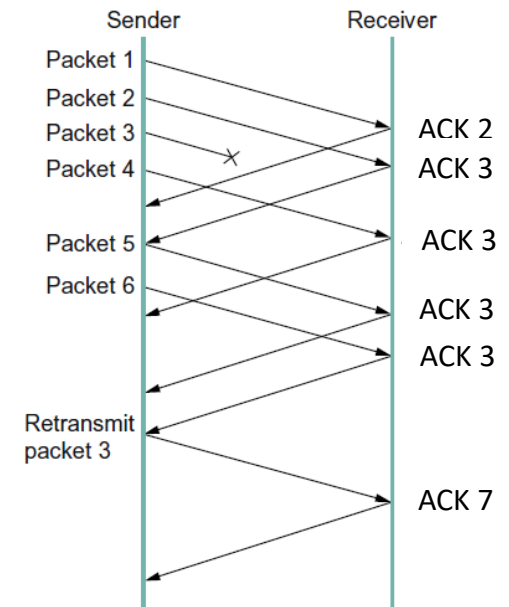 Sender Receiver
Packet 1
Packet 2
ACK 2
Packet 3
Packet 4
ACK 3
Packet 5
ACK 3
Packet 6
ACK 3
ACK 3
Retransmit
packet 3
ACK 7